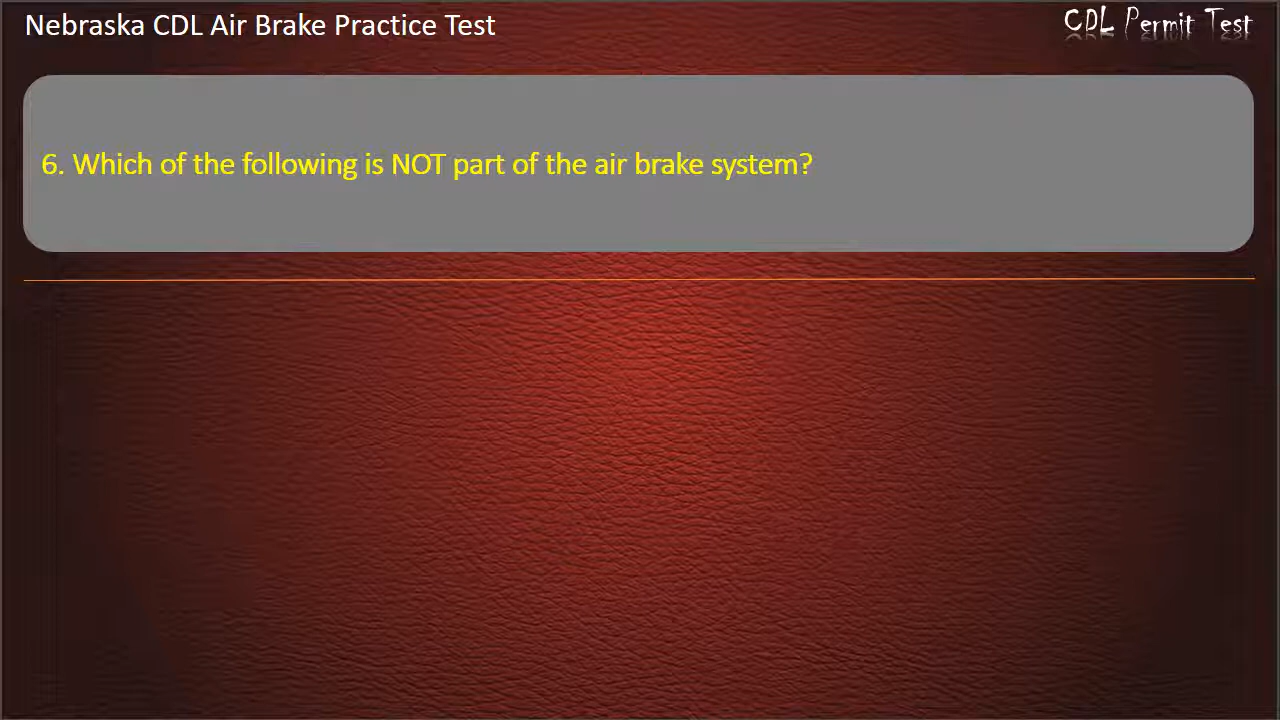 Nebraska CDL Air Brake Practice Test
CDL Permit Test
6. Which of the following is NOT part of the air brake system?